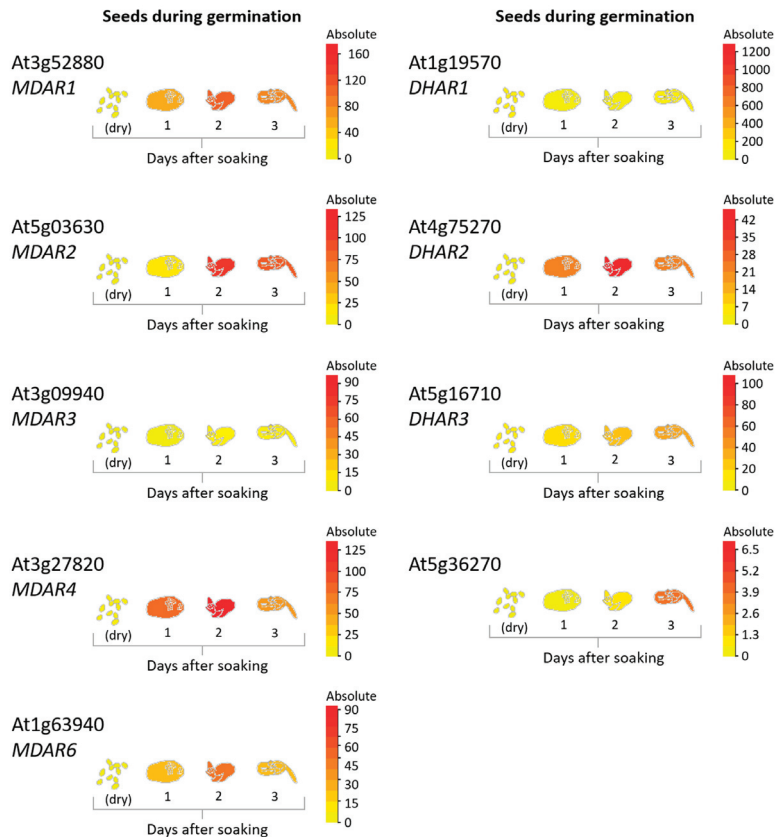 Seeds during germination
Absolute
At3g52880
MDAR1
160
120
80
40
0
(dry) 1 2 3
Days after soaking
At5g03630
MDAR2
Absolute
125
100
75
50
25
0
(dry) 1 2 3
Days after soaking
At3g09940
MDAR3
Absolute
90
75
60
45
30
15
0
(dry) 1 2 3
Days after soaking
At3g27820
MDAR4
Absolute
125
100
75
50
25
0
(dry) 1 2 3
Days after soaking
At1g63940
MDAR6
Absolute
90
75
60
45
30
15
0
(dry) 1 2 3
Days after soaking
Seeds during germination
Absolute
At1g19570
DHAR1
1200
1000
800
600
400
200
0
(dry) 1 2 3
Days after soaking
At4g75270
DHAR2
Absolute
42
35
28
21
14
7
0
(dry) 1 2 3
Days after soaking
At5g16710
DHAR3
Absolute
100
80
60
40
20
0
(dry) 1 2 3
Days after soaking
At5g36270
Absolute
6.5
5.2
3.9
2.6
1.3
0
(dry) 1 2 3
Days after soaking